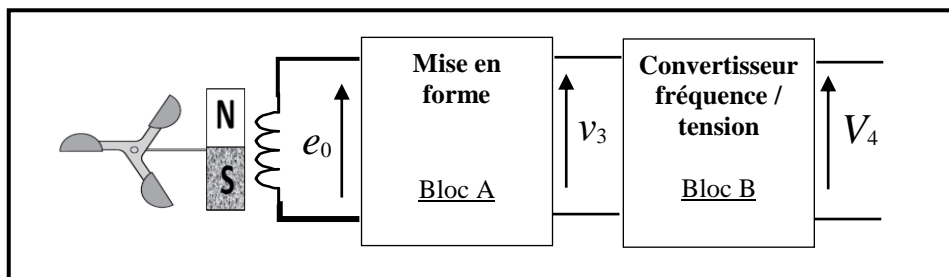 N
S
e0
Mise en
forme
Bloc A
v3
Convertisseur
fréquence /
tension
Bloc B
V4